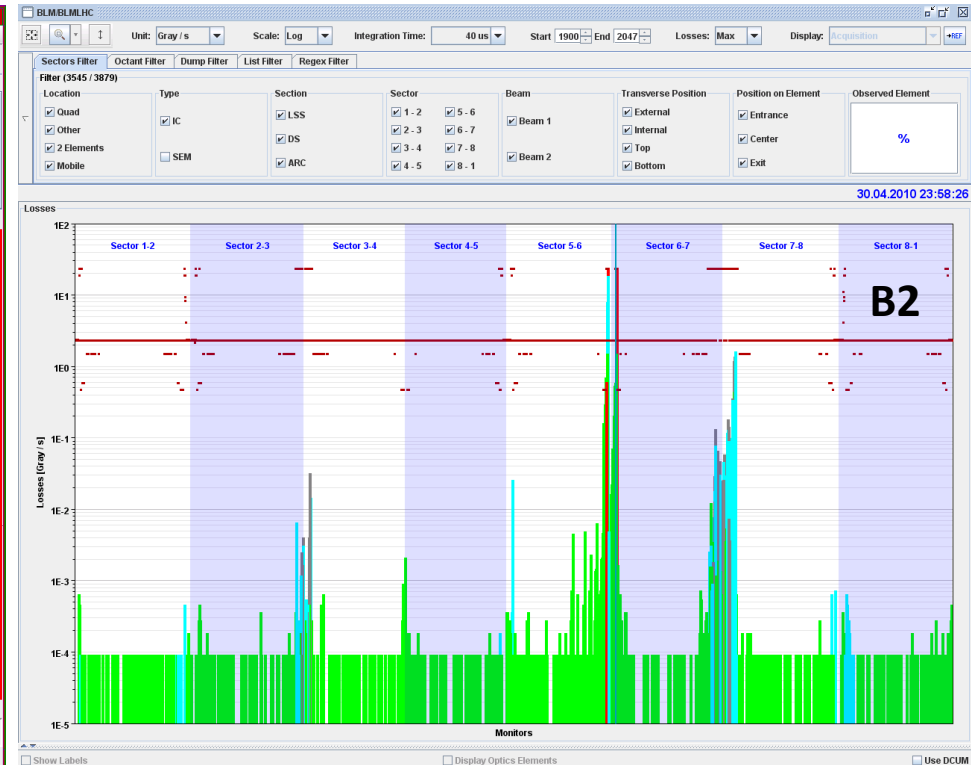 BLM/BLMLHC
Unit: Gray / s Scale: Log Integration Time: 40 us Start 1900 End 2047 Losses: Max Display: Acquisition →REF
Sectors Filter Octant Filter Dump Filter List Filter Regex Filter
Filter (3545 / 3879)
Location Type Section Sector Beam Transverse Position Position on Element Observed Element
Quad IC LSS 1 - 2 5 - 6 Beam 1 External Entrance %
Other 2 - 3 6 - 7 Internal
2 Elements SEM DS 3 - 4 7 - 8 Beam 2 Top Center
Mobile ARC 4 - 5 8 - 1 Bottom Exit
30.04.2010 23:58:26
Losses
1E2
Sector 1-2 Sector 2-3 Sector 3-4 Sector 4-5 Sector 5-6 Sector 6-7 Sector 7-8 Sector 8-1
1E1
B2
1E0
1E-1
1E-2
1E-3
1E-4
1E-5
Losses [Gray / s]
Monitors
Show Labels Display Optics Elements Use DCUM